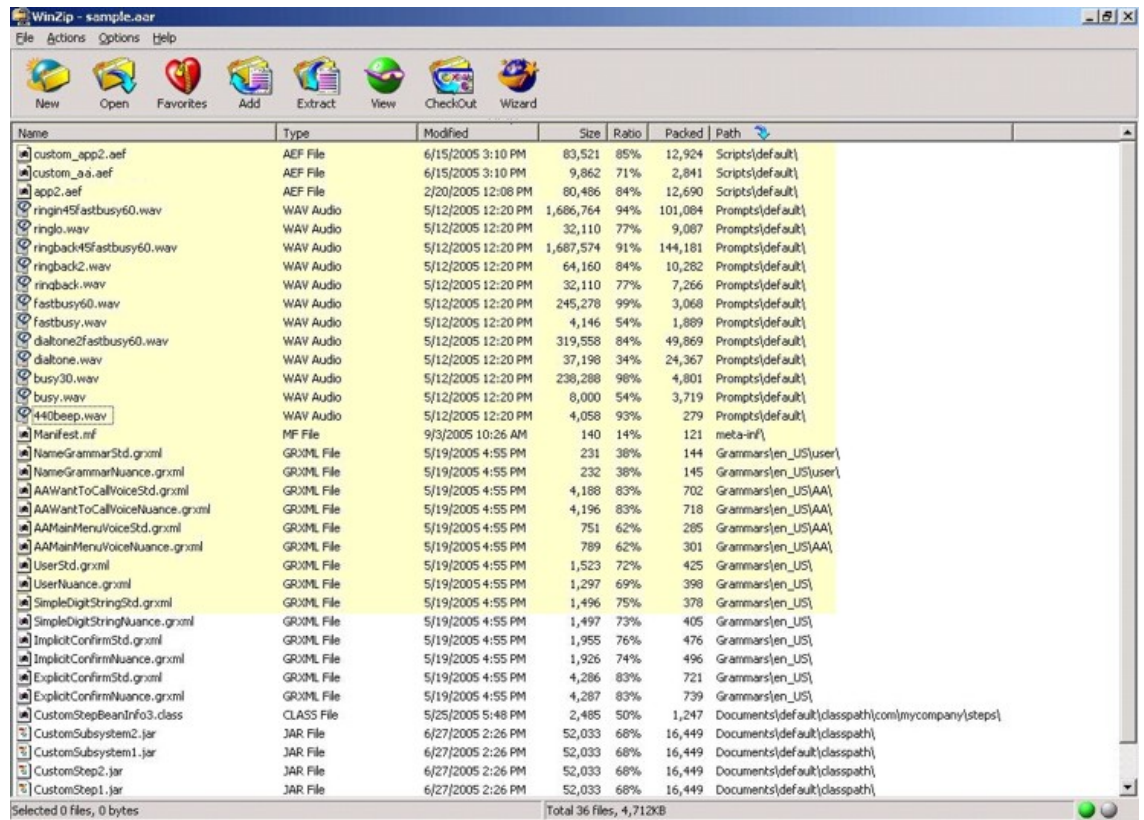 WinZip - sample.aar
File Actions Options Help
New Open Favorites Add Extract View CheckOut Wizard
Name Type Modified Size Ratio Packed Path
custom_app2.aef AEF File 6/15/2005 3:10 PM 83,521 85% 12,924 Scripts\default\
custom_aa.aef AEF File 6/15/2005 3:10 PM 9,862 71% 2,841 Scripts\default\
app2.aef AEF File 2/20/2005 12:08 PM 80,486 84% 12,690 Scripts\default\
ringin45fastbusy60.wav WAV Audio 5/12/2005 12:20 PM 1,686,764 94% 101,084 Prompts\default\
ringlo.wav WAV Audio 5/12/2005 12:20 PM 32,110 77% 9,087 Prompts\default\
ringback45fastbusy60.wav WAV Audio 5/12/2005 12:20 PM 1,687,574 91% 144,181 Prompts\default\
ringback2.wav WAV Audio 5/12/2005 12:20 PM 64,160 84% 10,282 Prompts\default\
ringback.wav WAV Audio 5/12/2005 12:20 PM 32,110 77% 7,266 Prompts\default\
fastbusy60.wav WAV Audio 5/12/2005 12:20 PM 245,278 99% 3,068 Prompts\default\
fastbusy.wav WAV Audio 5/12/2005 12:20 PM 4,146 54% 1,889 Prompts\default\
dialtone2fastbusy60.wav WAV Audio 5/12/2005 12:20 PM 319,558 84% 49,869 Prompts\default\
dialtone.wav WAV Audio 5/12/2005 12:20 PM 37,198 34% 24,367 Prompts\default\
busy30.wav WAV Audio 5/12/2005 12:20 PM 238,288 98% 4,801 Prompts\default\
busy.wav WAV Audio 5/12/2005 12:20 PM 8,000 54% 3,719 Prompts\default\
440beep.wav WAV Audio 5/12/2005 12:20 PM 4,058 93% 279 Prompts\default\
Manifest.mf MF File 9/3/2005 10:26 AM 140 14% 121 meta-inf\
NameGrammarStd.grxml GRXML File 5/19/2005 4:55 PM 231 38% 144 Grammars\en_US\user\
NameGrammarNuance.grxml GRXML File 5/19/2005 4:55 PM 232 38% 145 Grammars\en_US\user\
AAWantToCallVoiceStd.grxml GRXML File 5/19/2005 4:55 PM 4,188 83% 702 Grammars\en_US\AA\
AAWantToCallVoiceNuance.grxml GRXML File 5/19/2005 4:55 PM 4,196 83% 718 Grammars\en_US\AA\
AAMainMenuVoiceStd.grxml GRXML File 5/19/2005 4:55 PM 751 62% 285 Grammars\en_US\AA\
AAMainMenuVoiceNuance.grxml GRXML File 5/19/2005 4:55 PM 789 62% 301 Grammars\en_US\AA\
UserStd.grxml GRXML File 5/19/2005 4:55 PM 1,523 72% 425 Grammars\en_US\
UserNuance.grxml GRXML File 5/19/2005 4:55 PM 1,297 69% 398 Grammars\en_US\
SimpleDigitStringStd.grxml GRXML File 5/19/2005 4:55 PM 1,496 75% 378 Grammars\en_US\
SimpleDigitStringNuance.grxml GRXML File 5/19/2005 4:55 PM 1,497 73% 405 Grammars\en_US\
ImplicitConfirmStd.grxml GRXML File 5/19/2005 4:55 PM 1,955 76% 476 Grammars\en_US\
ImplicitConfirmNuance.grxml GRXML File 5/19/2005 4:55 PM 1,926 74% 496 Grammars\en_US\
ExplicitConfirmStd.grxml GRXML File 5/19/2005 4:55 PM 4,286 83% 721 Grammars\en_US\
ExplicitConfirmNuance.grxml GRXML File 5/19/2005 4:55 PM 4,287 83% 739 Grammars\en_US\
CustomStepBeanInfo3.class CLASS File 5/25/2005 5:48 PM 2,485 50% 1,247 Documents\default\classpath\com\mycompany\steps\
CustomSubsystem2.jar JAR File 6/27/2005 2:26 PM 52,033 68% 16,449 Documents\default\classpath\
CustomSubsystem1.jar JAR File 6/27/2005 2:26 PM 52,033 68% 16,449 Documents\default\classpath\
CustomStep2.jar JAR File 6/27/2005 2:26 PM 52,033 68% 16,449 Documents\default\classpath\
CustomStep1.jar JAR File 6/27/2005 2:26 PM 52,033 68% 16,449 Documents\default\classpath\
Selected 0 files, 0 bytes Total 36 files, 4,712KB